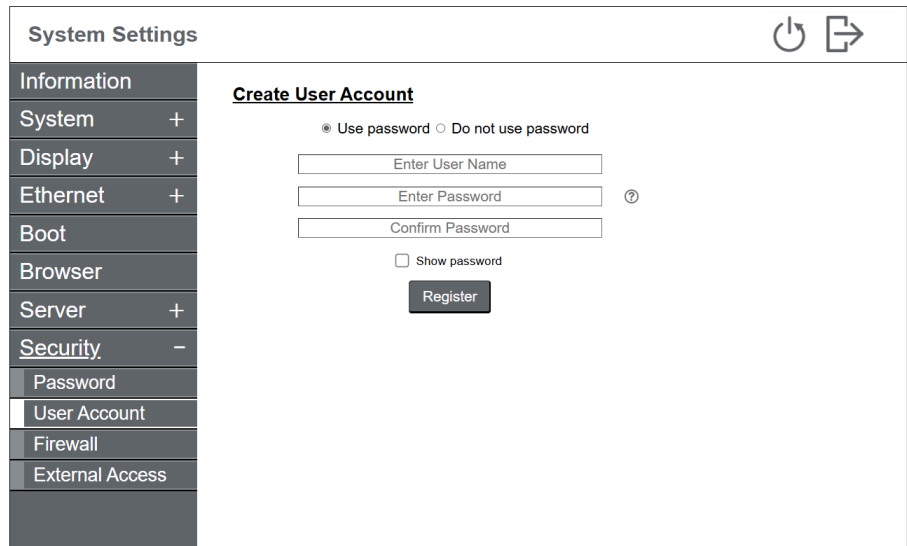 System Settings
Information
System +
Display +
Ethernet +
Boot
Browser
Server +
Security −
Password
User Account
Firewall
External Access
Create User Account
Use password Do not use password
Enter User Name
Enter Password ?
Confirm Password
Show password
Register